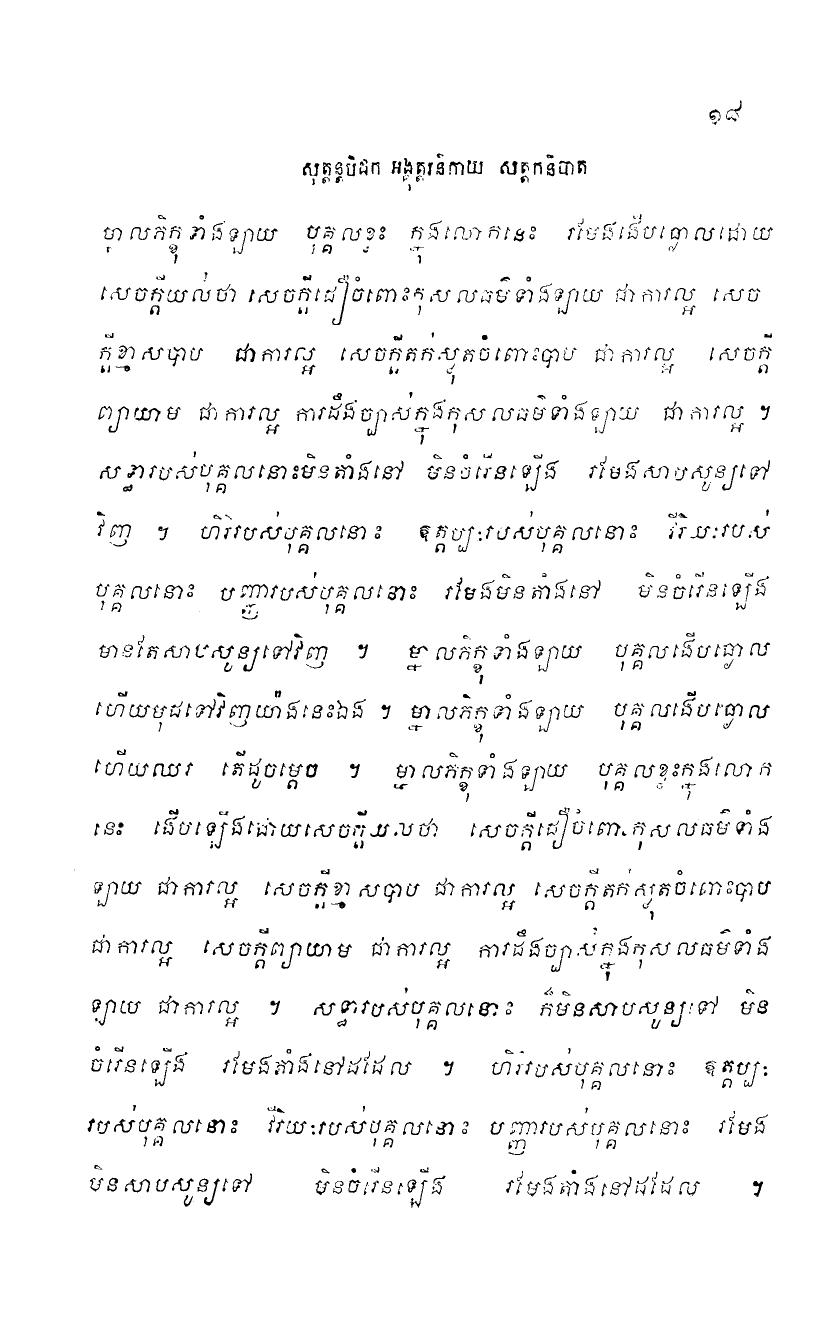 ១៨
សុត្តន្តបិដក អង្គុត្តរនិកាយ សត្តកនិបាត
ម្នាលភិក្ខុទាំងឡាយ បុគ្គលខ្លះ ក្នុងលោកនេះ រមែងងើបធ្លោលដោយ
សេចក្តីយល់ថា សេចក្តីជឿចំពោះកុសលធម៌ទាំងឡាយ ជាការល្អ សេច
ក្តីខ្មាសបាប ជាការល្អ សេចក្តីតក់ស្លុតចំពោះបាប ជាការល្អ សេចក្តី
ព្យាយាម ជាការល្អ ការដឹងច្បាស់ក្នុងកុសលធម៌ទាំងឡាយ ជាការល្អ ។
សទ្ធារបស់បុគ្គលនោះមិនតាំងនៅ មិនចំរើនឡើង រមែងសាបសូន្យទៅ
វិញ ។ ហិរិរបស់បុគ្គលនោះ ឱត្តប្បៈរបស់បុគ្គលនោះ វីរិយៈរបស់
បុគ្គលនោះ បញ្ញារបស់បុគ្គលនោះ រមែងមិនតាំងនៅ មិនចំរើនឡើង
មានតែសាបសូន្យទៅវិញ ។ ម្នាលភិក្ខុទាំងឡាយ បុគ្គលងើបធ្លោល
ហើយមុជទៅវិញយ៉ាងនេះឯង ។ ម្នាលភិក្ខុទាំងឡាយ បុគ្គលងើបធ្លោល
ហើយឈរ តើដូចម្តេច ។ ម្នាលភិក្ខុទាំងឡាយ បុគ្គលខ្លះក្នុងលោក
នេះ ងើបឡើងដោយសេចក្តីយល់ថា សេចក្តីជឿចំពោះកុសលធម៌ទាំង
ឡាយ ជាការល្អ សេចក្តីខ្មាសបាប ជាការល្អ សេចក្តីតក់ស្លុតចំពោះបាប
ជាការល្អ សេចក្តីព្យាយាម ជាការល្អ ការដឹងច្បាស់ក្នុងកុសលធម៌ទាំង
ឡាយ ជាការល្អ ។ សទ្ធារបស់បុគ្គលនោះ ក៏មិនសាបសូន្យទៅ មិន
ចំរើនឡើង រមែងតាំងនៅដដែល ។ ហិរិរបស់បុគ្គលនោះ ឱត្តប្បៈ
របស់បុគ្គលនោះ វីរិយៈរបស់បុគ្គលនោះ បញ្ញារបស់បុគ្គលនោះ រមែង
មិនសាបសូន្យទៅ មិនចំរើនឡើង រមែងតាំងនៅដដែល ។